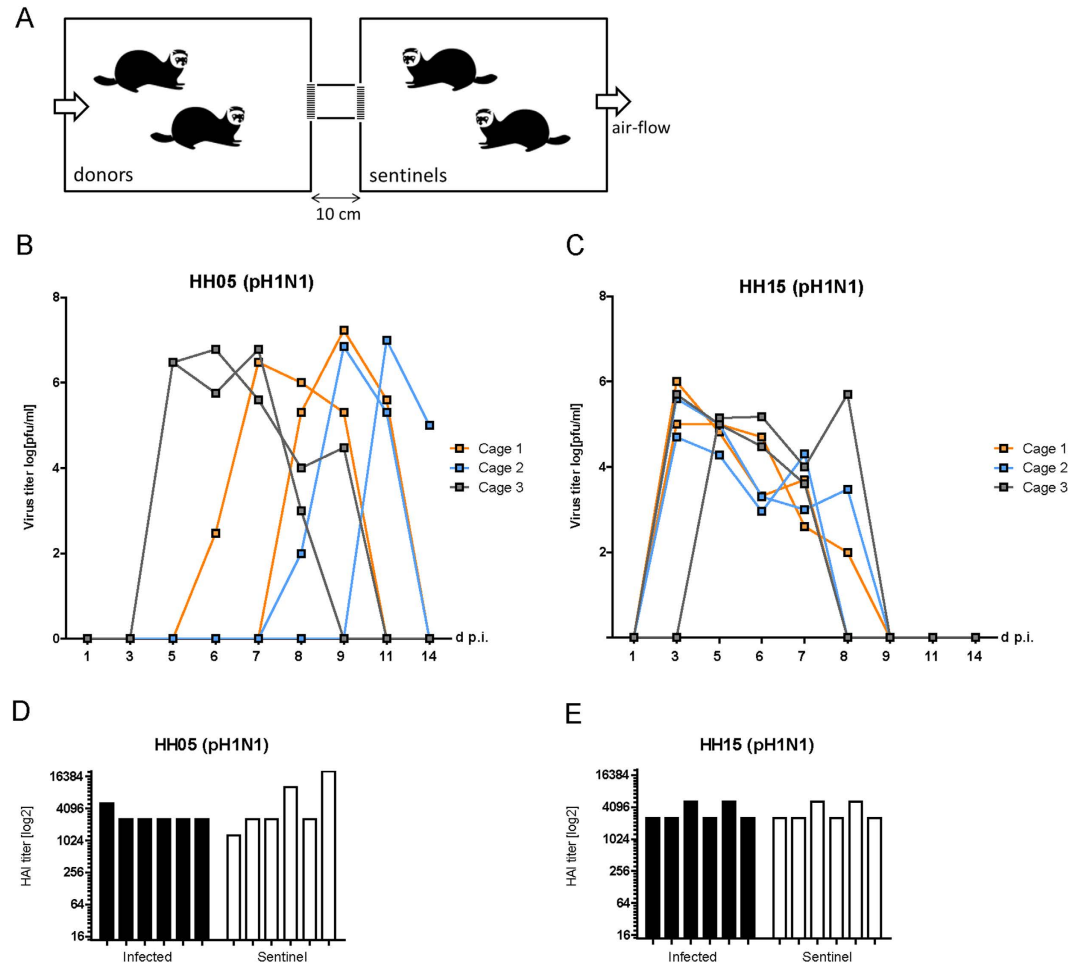 A
donors
sentinels
air-flow
10 cm
B
HH05 (pH1N1)
Virus titer log[pfu/ml]
8
6
4
2
0
1 3 5 6 7 8 9 11 14
d p.i.
Cage 1
Cage 2
Cage 3
C
HH15 (pH1N1)
Virus titer log[pfu/ml]
8
6
4
2
1 3 5 6 7 8 9 11 14
d p.i.
Cage 1
Cage 2
Cage 3
D
HH05 (pH1N1)
HAI titer [log2]
16384
4096
1024
256
64
16
Infected Sentinel
E
HH15 (pH1N1)
HAI titer [log2]
16384
4096
1024
256
64
16
Infected Sentinel